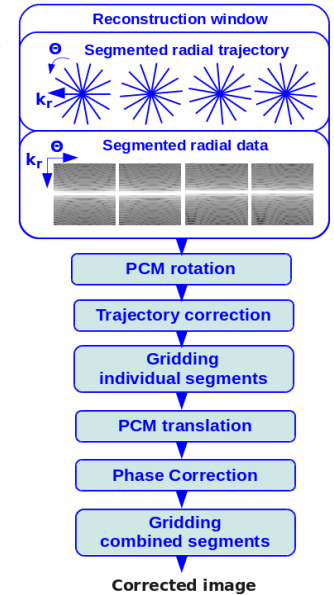 Reconstruction window
Θ Segmented radial trajectory
kr
Segmented radial data
Θ
kr
PCM rotation
Trajectory correction
Gridding
individual segments
PCM translation
Phase Correction
Gridding
combined segments
Corrected image